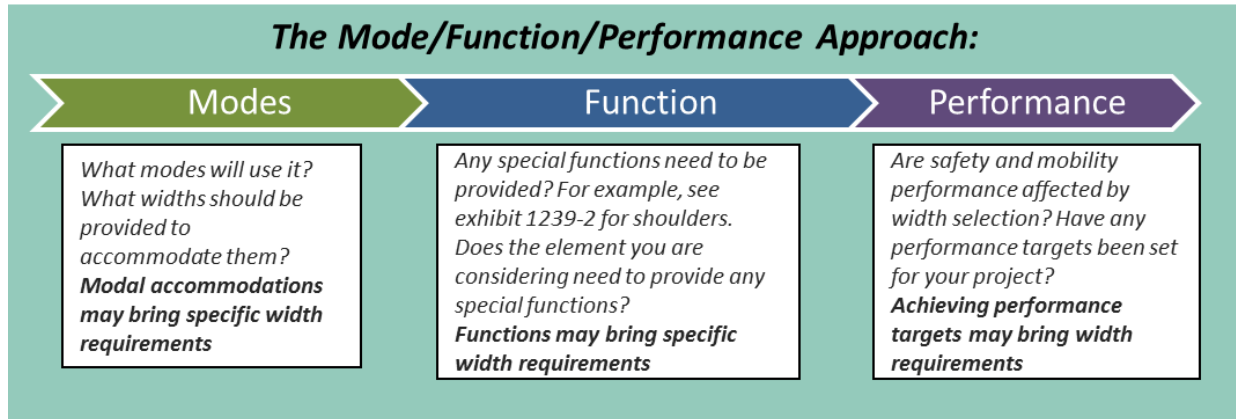 The Mode/Function/Performance Approach:
Modes
Function
Performance
What modes will use it?
What widths should be
provided to
accommodate them?
Modal accommodations
may bring specific width
requirements
Any special functions need to be
provided? For example, see
exhibit 1239-2 for shoulders.
Does the element you are
considering need to provide any
special functions?
Functions may bring specific
width requirements
Are safety and mobility
performance affected by
width selection? Have any
performance targets been set
for your project?
Achieving performance
targets may bring width
requirements